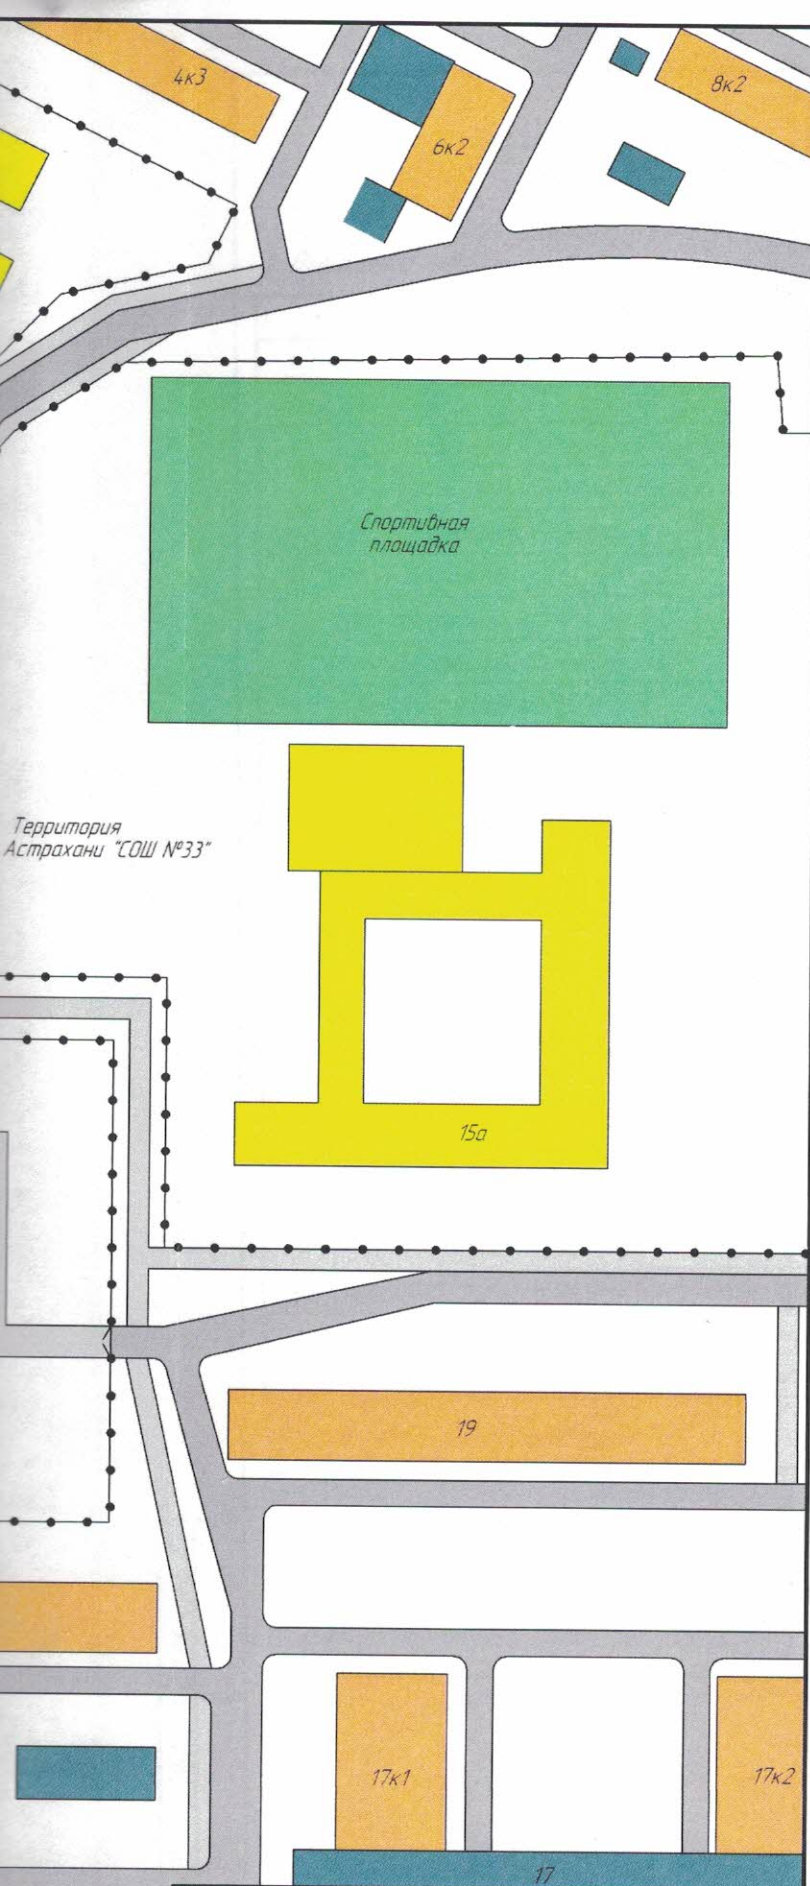 4к3
8к2
6к2
Спортивная
площадка
Территория
Астрахани "СОШ №33"
15а
19
17к1
17к2
17